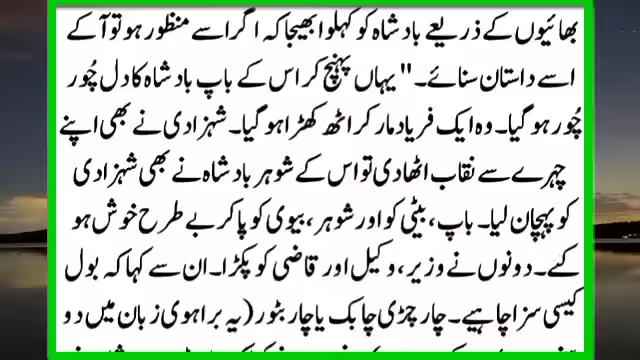 بھائیوں کے ذریعے بادشاہ کو کہلوا بھیجا کہ اگر اسے منظور ہو تو آ کے
اسے داستان سنائے۔" یہاں پہنچ کر اس کے باپ بادشاہ کا دل چُور
چُور ہو گیا۔ وہ ایک فریاد مار کر اٹھ کھڑا ہو گیا۔ شہزادی نے بھی اپنے
چہرے سے نقاب اٹھا دی تو اس کے شوہر بادشاہ نے بھی شہزادی
کو پہچان لیا۔ باپ، بیٹی کو اور شوہر، بیوی کو پا کر بے طرح خوش ہو
گئے۔ دونوں نے وزیر، وکیل اور قاضی کو پکڑا۔ ان سے کہا کہ بول
کیسی سزا چاہیے۔ چار چڑی چابک یا چار بٹور (یہ براہوی زبان میں دو